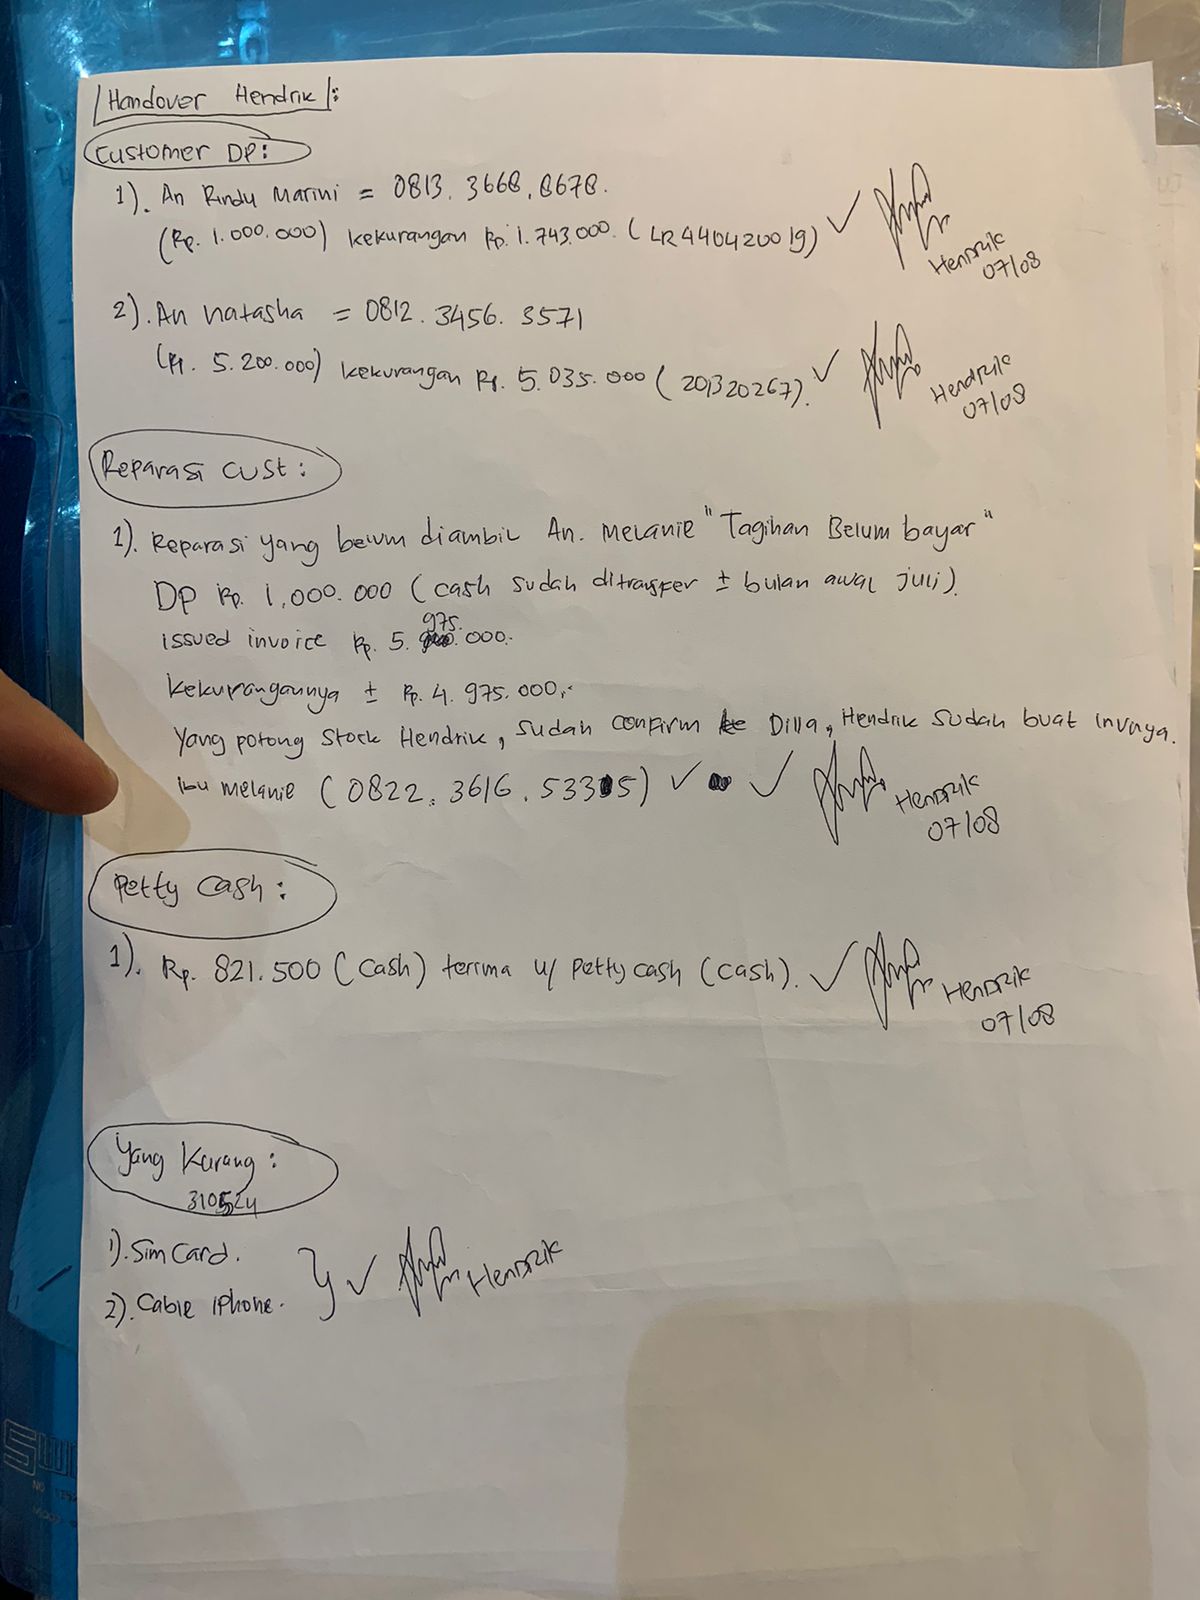 Handover Hendrik :
Customer DP :
1). An Rindu Marini = 0813. 3668. 8678.
(Rp. 1.000.000) kekurangan Rp. 1.743.000. (LR440420019) ✓
Hendrik
07/08
2). An natasha = 0812. 3456. 3571
(Rp. 5.200.000) kekurangan Rp. 5.035.000 (201320267). ✓
Hendrik
07/08
Reparasi Cust :
1). Reparasi yang belum diambil An. Melanie "Tagihan Belum bayar"
DP Rp. 1.000.000 (cash sudah ditransfer ± bulan awal juli).
issued invoice Rp. 5.975.000.
Kekurangannya ± Rp. 4.975.000,-
Yang potong Stock Hendrik, Sudah confirm ke Dilla, Hendrik Sudah buat invnya.
Ibu Melanie (0822. 3616. 5335) ✓ ✓
Hendrik
07/08
Petty Cash :
1). Rp. 821.500 (Cash) terima u/ Petty cash (cash). ✓
Hendrik
07/08
Yang Kurang :
310524
1). Sim Card.
2). Cable iPhone.
✓ Hendrik